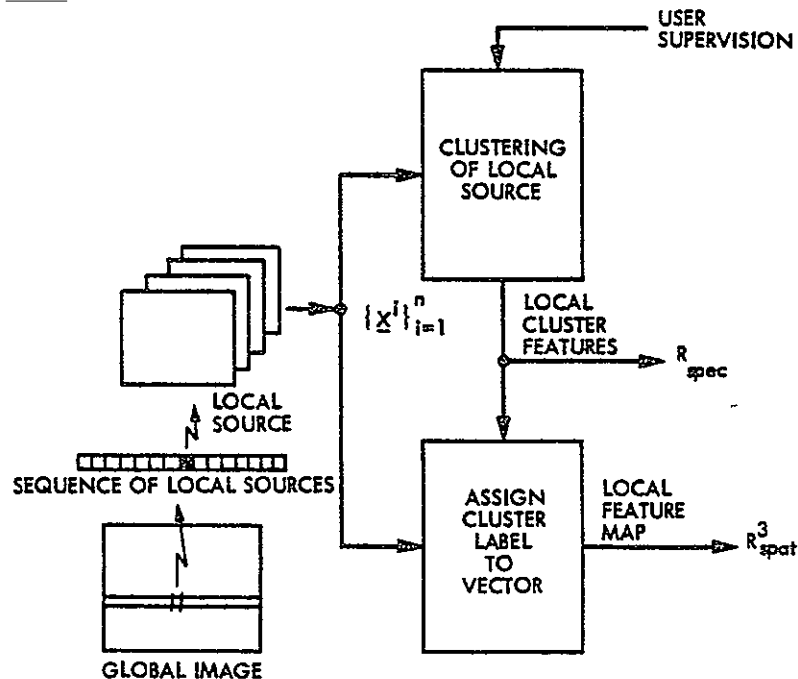 USER
SUPERVISION
CLUSTERING
OF LOCAL
SOURCE
{x^i}_{i=1}^n
LOCAL
CLUSTER
FEATURES
R_spec
LOCAL
SOURCE
SEQUENCE OF LOCAL SOURCES
ASSIGN
CLUSTER
LABEL
TO
VECTOR
LOCAL
FEATURE
MAP
R^3_spat
GLOBAL IMAGE